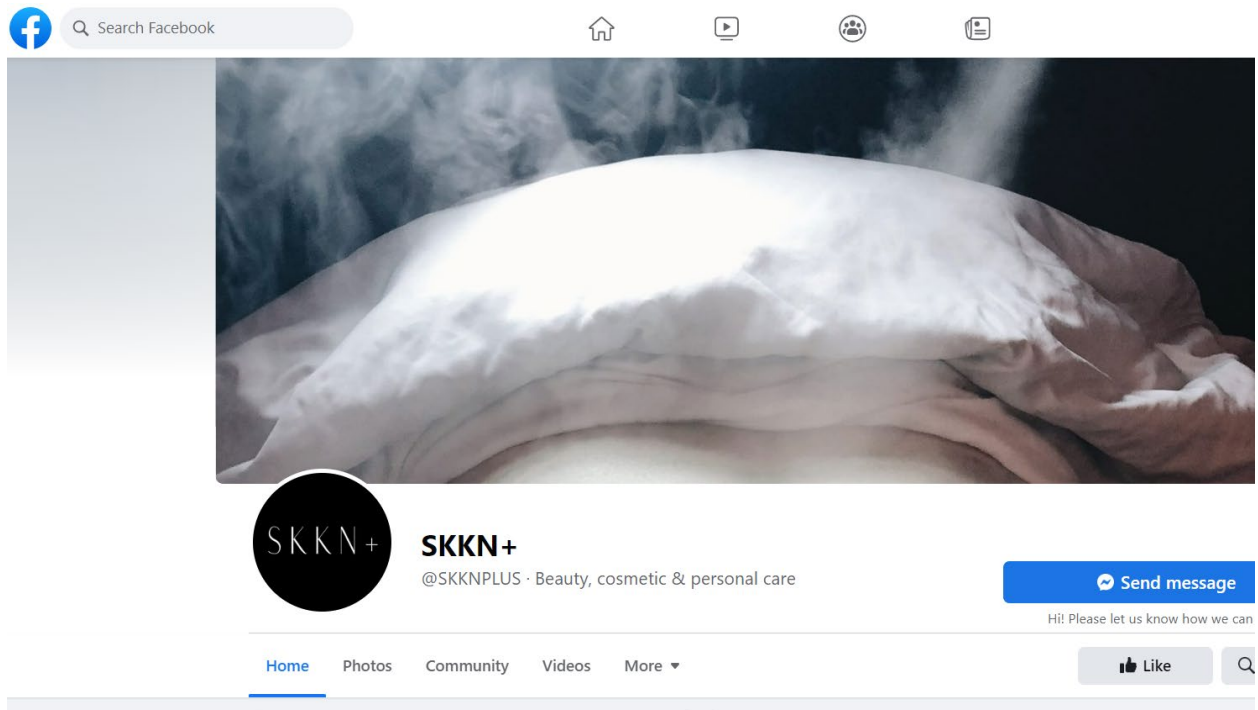 Search Facebook
SKKN+
SKKN+
@SKKNPLUS · Beauty, cosmetic & personal care
Send message
Hi! Please let us know how we can
Home Photos Community Videos More
Like